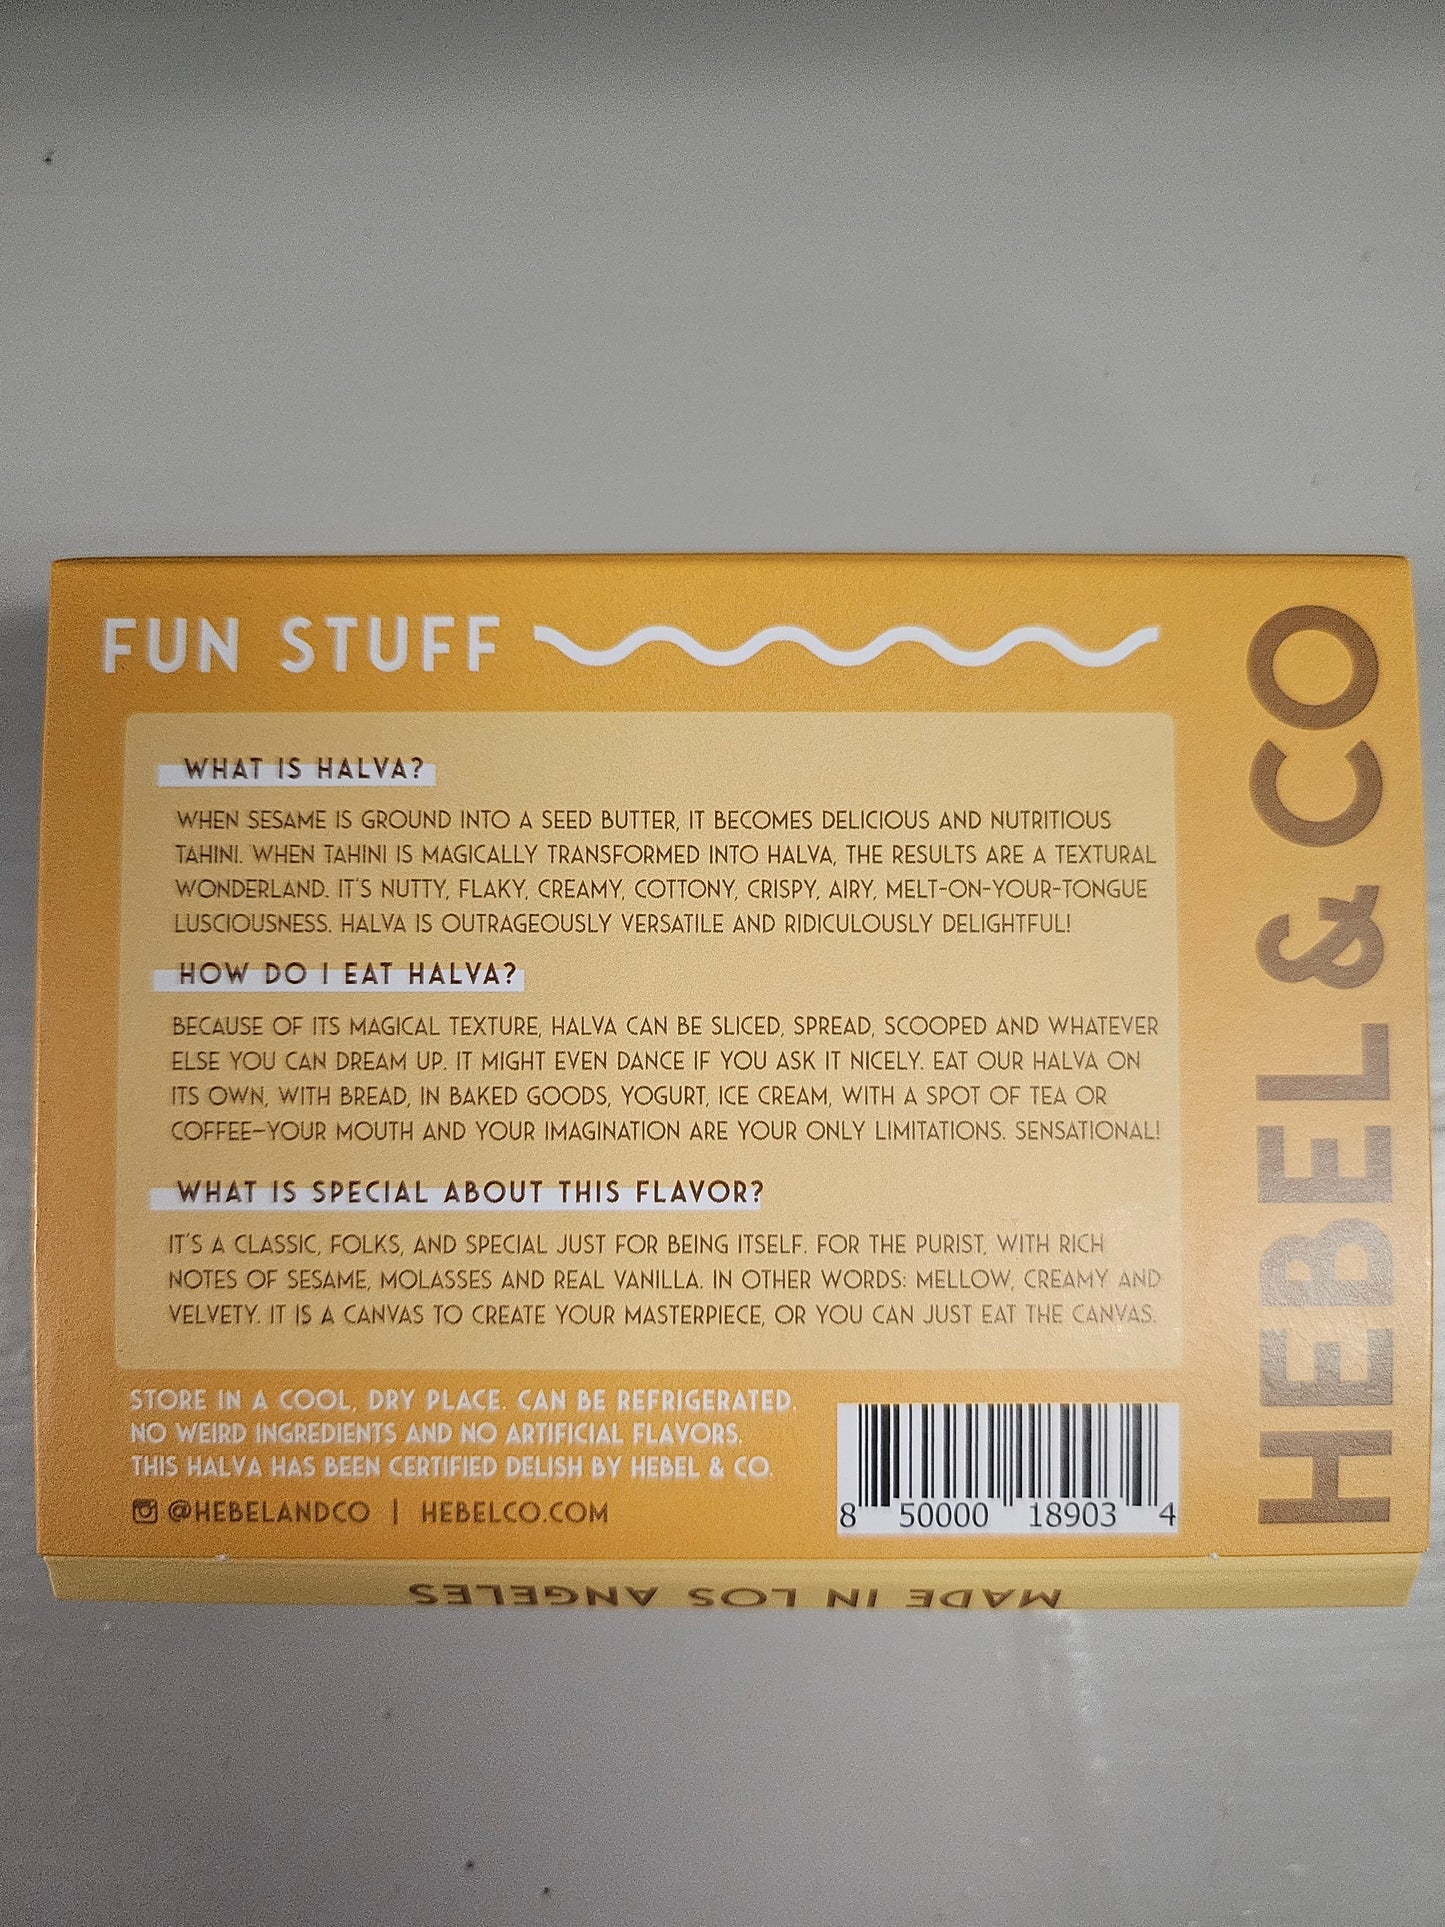 FUN STUFF
WHAT IS HALVA?
WHEN SESAME IS GROUND INTO A SEED BUTTER, IT BECOMES DELICIOUS AND NUTRITIOUS
TAHINI. WHEN TAHINI IS MAGICALLY TRANSFORMED INTO HALVA, THE RESULTS ARE A TEXTURAL
WONDERLAND. IT'S NUTTY, FLAKY, CREAMY, COTTONY, CRISPY, AIRY, MELT-ON-YOUR-TONGUE
LUSCIOUSNESS. HALVA IS OUTRAGEOUSLY VERSATILE AND RIDICULOUSLY DELIGHTFUL!
HOW DO I EAT HALVA?
BECAUSE OF ITS MAGICAL TEXTURE, HALVA CAN BE SLICED, SPREAD, SCOOPED AND WHATEVER
ELSE YOU CAN DREAM UP. IT MIGHT EVEN DANCE IF YOU ASK IT NICELY. EAT OUR HALVA ON
ITS OWN, WITH BREAD, IN BAKED GOODS, YOGURT, ICE CREAM, WITH A SPOT OF TEA OR
COFFEE—YOUR MOUTH AND YOUR IMAGINATION ARE YOUR ONLY LIMITATIONS. SENSATIONAL!
WHAT IS SPECIAL ABOUT THIS FLAVOR?
IT'S A CLASSIC, FOLKS, AND SPECIAL JUST FOR BEING ITSELF. FOR THE PURIST, WITH RICH
NOTES OF SESAME, MOLASSES AND REAL VANILLA. IN OTHER WORDS: MELLOW, CREAMY AND
VELVETY. IT IS A CANVAS TO CREATE YOUR MASTERPIECE, OR YOU CAN JUST EAT THE CANVAS.
STORE IN A COOL, DRY PLACE. CAN BE REFRIGERATED.
NO WEIRD INGREDIENTS AND NO ARTIFICIAL FLAVORS.
THIS HALVA HAS BEEN CERTIFIED DELISH BY HEBEL & CO.
@HEBELANDCO | HEBELCO.COM
8 50000 18903 4
HEBEL & CO
MADE IN LOS ANGELES